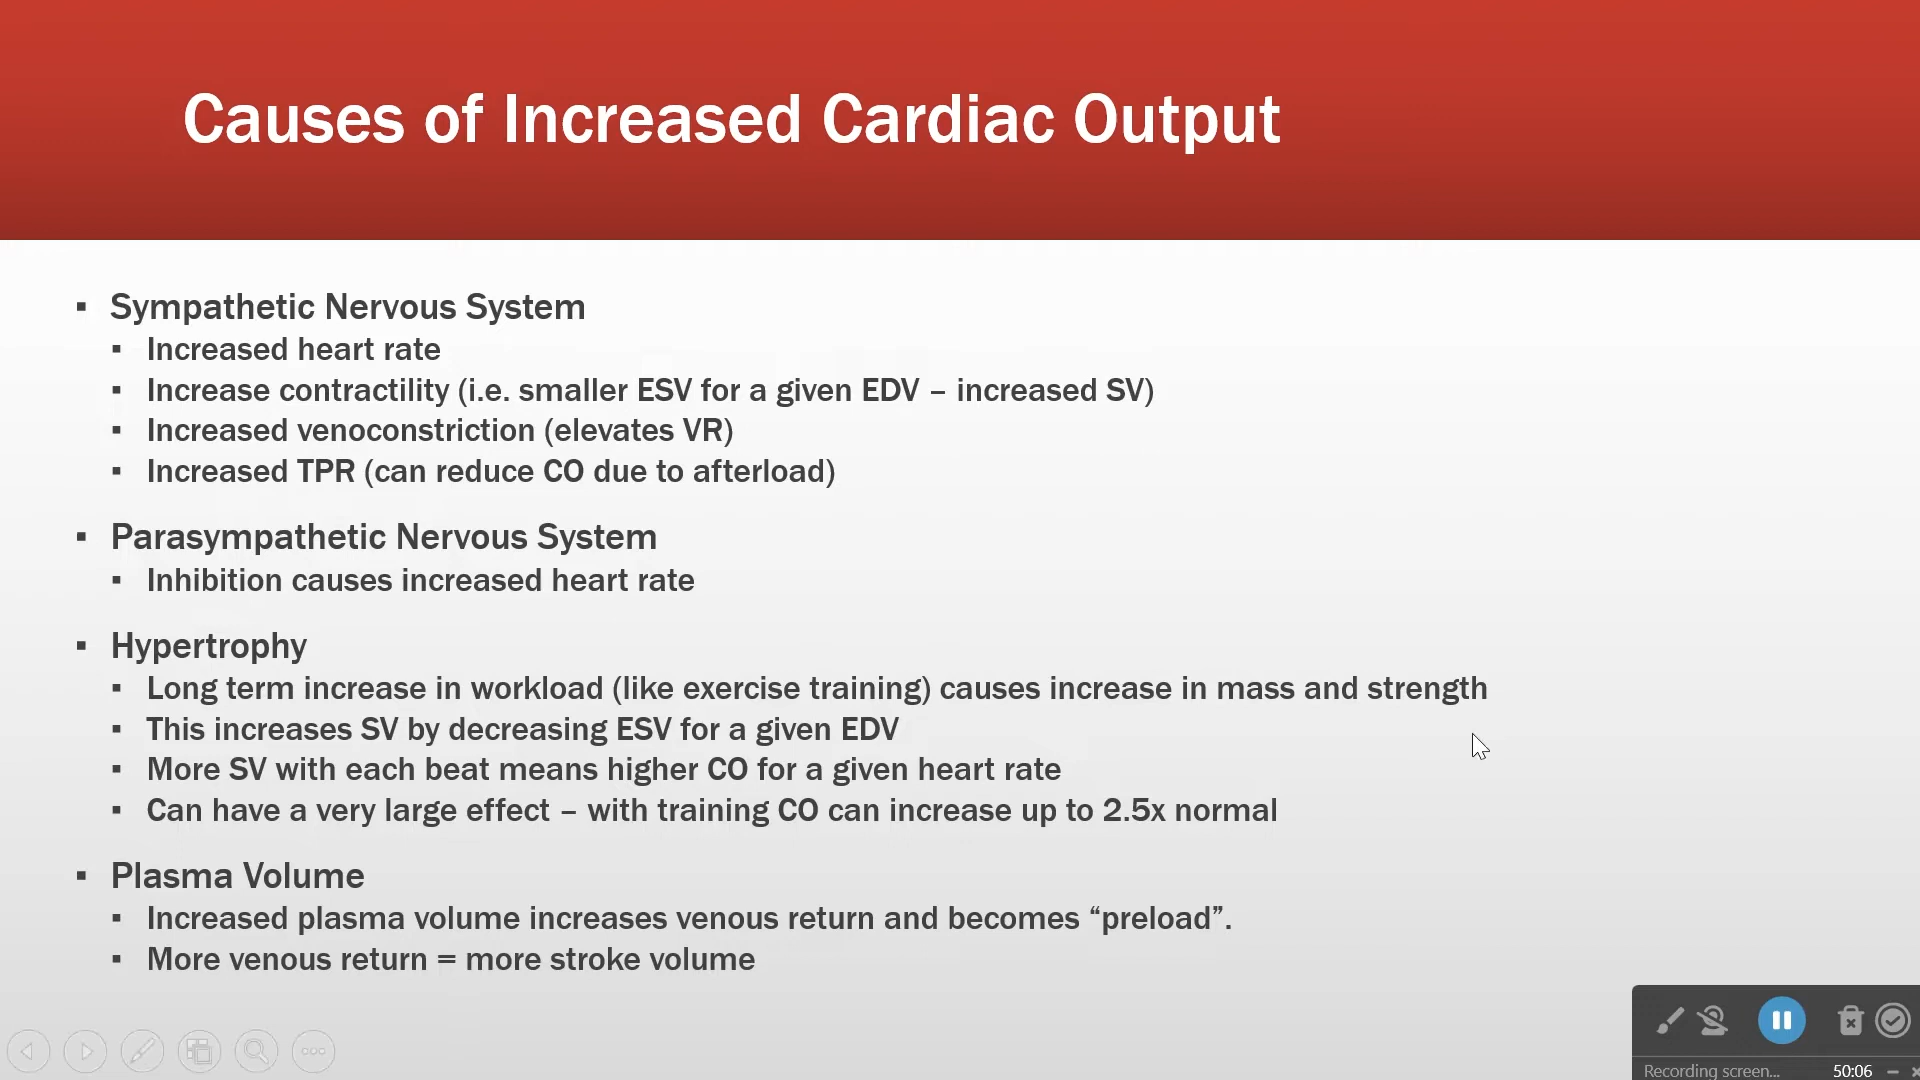 Causes of Increased Cardiac Output
▪ Sympathetic Nervous System
▪ Increased heart rate
▪ Increase contractility (i.e. smaller ESV for a given EDV – increased SV)
▪ Increased venoconstriction (elevates VR)
▪ Increased TPR (can reduce CO due to afterload)
▪ Parasympathetic Nervous System
▪ Inhibition causes increased heart rate
▪ Hypertrophy
▪ Long term increase in workload (like exercise training) causes increase in mass and strength
▪ This increases SV by decreasing ESV for a given EDV
▪ More SV with each beat means higher CO for a given heart rate
▪ Can have a very large effect – with training CO can increase up to 2.5x normal
▪ Plasma Volume
▪ Increased plasma volume increases venous return and becomes “preload”.
▪ More venous return = more stroke volume
Recording screen... 50:06